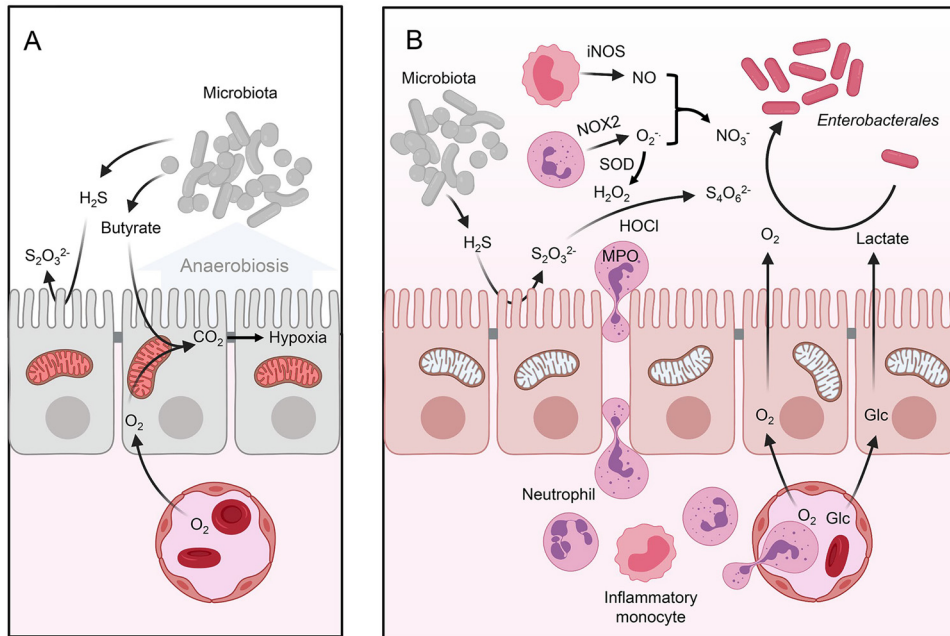 A
Microbiota
H₂S
Butyrate
S₂O₃²⁻
Anaerobiosis
CO₂
Hypoxia
O₂
O₂
B
iNOS
Microbiota
NO
NOX2
O₂⁻·
NO₃⁻
Enterobacterales
SOD
H₂O₂
S₄O₆²⁻
HOCl
H₂S
S₂O₃²⁻
MPO
O₂
Lactate
O₂
Glc
Neutrophil
O₂
Glc
Inflammatory
monocyte